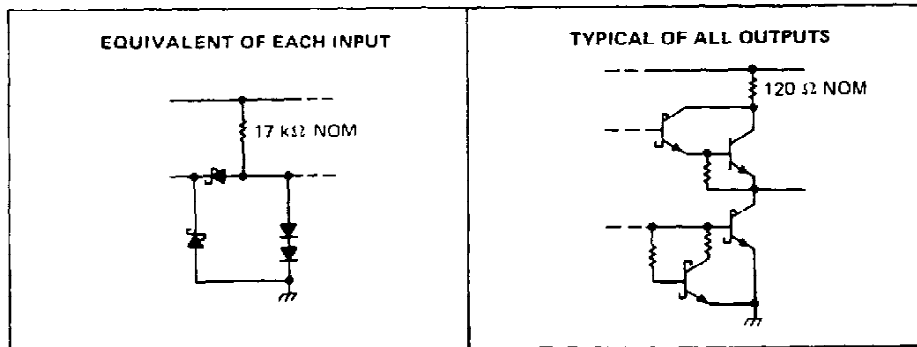 EQUIVALENT OF EACH INPUT
17 kΩ NOM
TYPICAL OF ALL OUTPUTS
120 Ω NOM